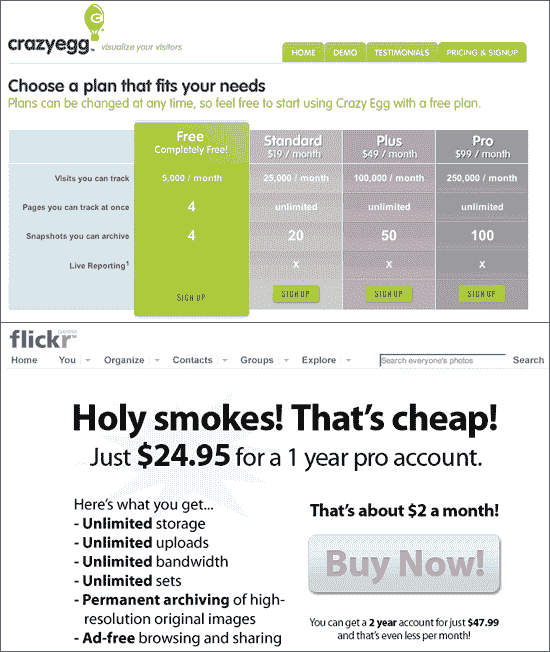 crazyegg™ visualize your visitors
HOME DEMO TESTIMONIALS PRICING & SIGNUP
Choose a plan that fits your needs
Plans can be changed at any time, so feel free to start using Crazy Egg with a free plan.
Free Standard Plus Pro
Completely Free! $19 / month $49 / month $99 / month
Visits you can track 5,000 / month 25,000 / month 100,000 / month 250,000 / month
Pages you can track at once 4 unlimited unlimited unlimited
Snapshots you can archive 4 20 50 100
Live Reporting¹ x x x
SIGN UP SIGN UP SIGN UP SIGN UP
flickr™ GAMMA
Home You Organize Contacts Groups Explore Search everyone's photos Search
Holy smokes! That's cheap!
Just $24.95 for a 1 year pro account.
Here's what you get...
- Unlimited storage
- Unlimited uploads
- Unlimited bandwidth
- Unlimited sets
- Permanent archiving of high-
resolution original images
- Ad-free browsing and sharing
That's about $2 a month!
Buy Now!
You can get a 2 year account for just $47.99
and that's even less per month!